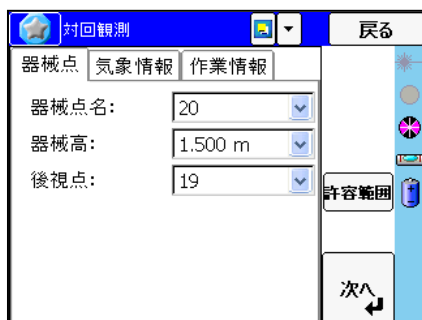 対回観測
戻る
器械点 気象情報 作業情報
器械点名: 20
器械高: 1.500 m
後視点: 19
許容範囲
次へ